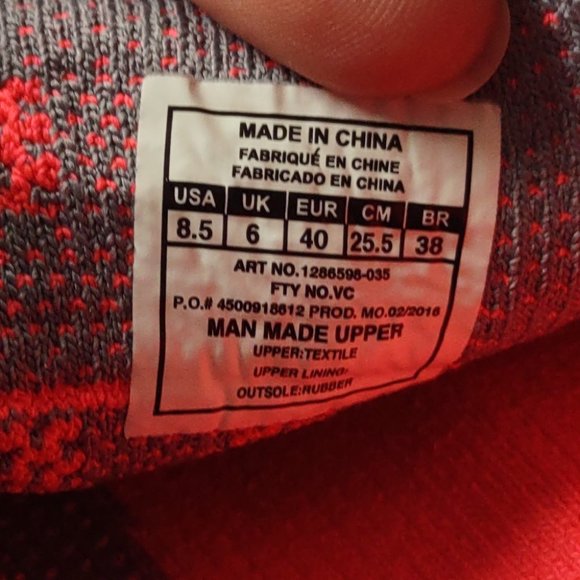 MADE IN CHINA
FABRIQUÉ EN CHINE
FABRICADO EN CHINA
USA UK EUR CM BR
8.5 6 40 25.5 38
ART NO.1286596-035
FTY NO.VC
P.O.# 4500918612 PROD. MO.02/2016
MAN MADE UPPER
UPPER:TEXTILE
UPPER LINING:
OUTSOLE:RUBBER